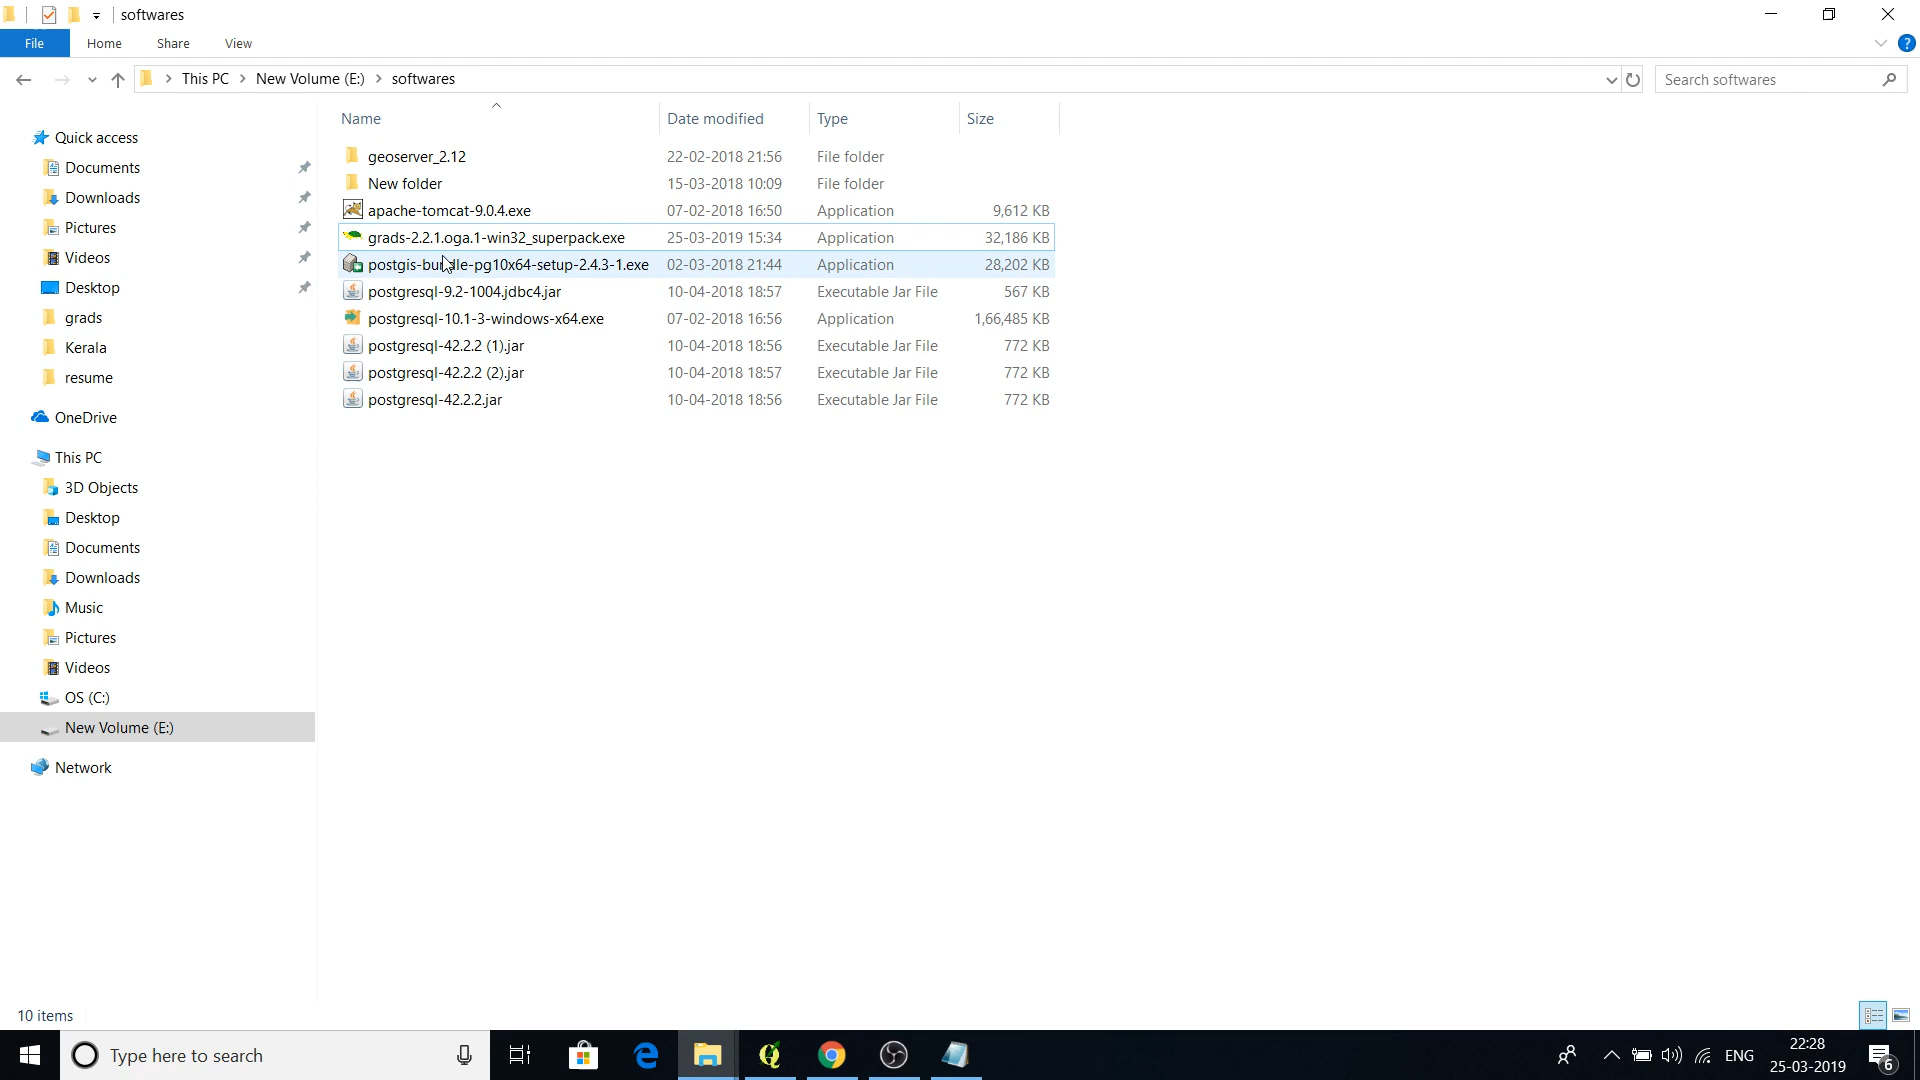 softwares
File Home Share View
This PC New Volume (E:) softwares
Search softwares
Name Date modified Type Size
Quick access
Documents
Downloads
Pictures
Videos
Desktop
grads
Kerala
resume
OneDrive
This PC
3D Objects
Desktop
Documents
Downloads
Music
Pictures
Videos
OS (C:)
New Volume (E:)
Network
geoserver_2.12 22-02-2018 21:56 File folder
New folder 15-03-2018 10:09 File folder
apache-tomcat-9.0.4.exe 07-02-2018 16:50 Application 9,612 KB
grads-2.2.1.oga.1-win32_superpack.exe 25-03-2019 15:34 Application 32,186 KB
postgis-bundle-pg10x64-setup-2.4.3-1.exe 02-03-2018 21:44 Application 28,202 KB
postgresql-9.2-1004.jdbc4.jar 10-04-2018 18:57 Executable Jar File 567 KB
postgresql-10.1-3-windows-x64.exe 07-02-2018 16:56 Application 1,66,485 KB
postgresql-42.2.2 (1).jar 10-04-2018 18:56 Executable Jar File 772 KB
postgresql-42.2.2 (2).jar 10-04-2018 18:57 Executable Jar File 772 KB
postgresql-42.2.2.jar 10-04-2018 18:56 Executable Jar File 772 KB
10 items
Type here to search
ENG
22:28
25-03-2019
6